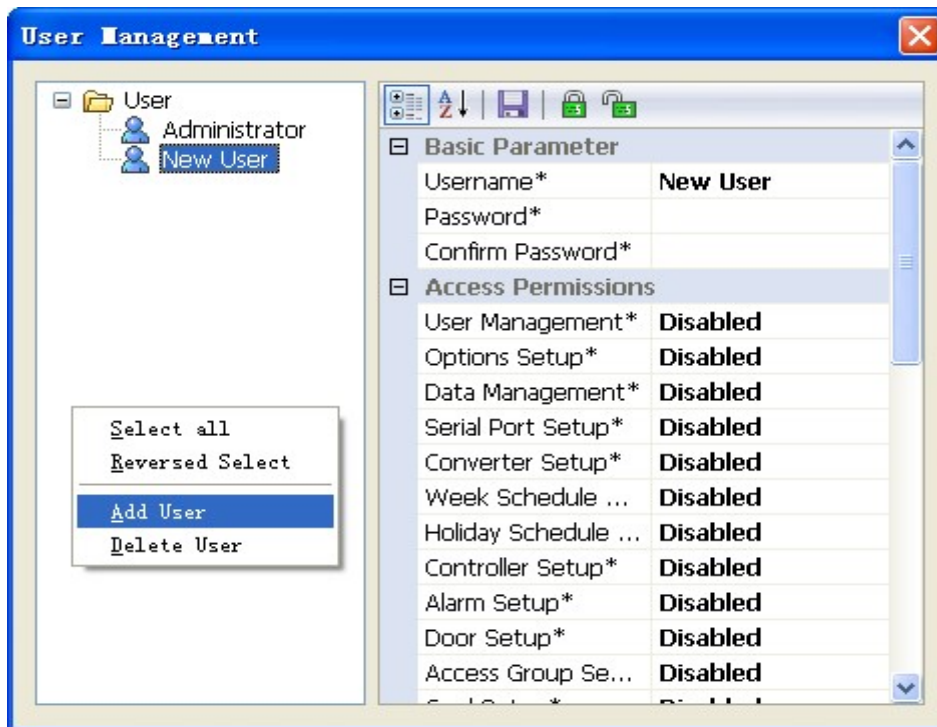 User Management
User
Administrator
New User
Select all
Reversed Select
Add User
Delete User
Basic Parameter
Username* New User
Password*
Confirm Password*
Access Permissions
User Management* Disabled
Options Setup* Disabled
Data Management* Disabled
Serial Port Setup* Disabled
Converter Setup* Disabled
Week Schedule ... Disabled
Holiday Schedule ... Disabled
Controller Setup* Disabled
Alarm Setup* Disabled
Door Setup* Disabled
Access Group Se... Disabled